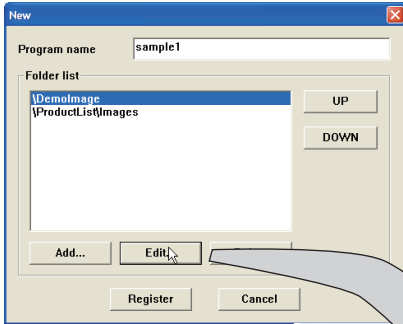 New
Program name sample1
Folder list
\DemoImage
\ProductList\Images
UP
DOWN
Add... Edit
Register Cancel